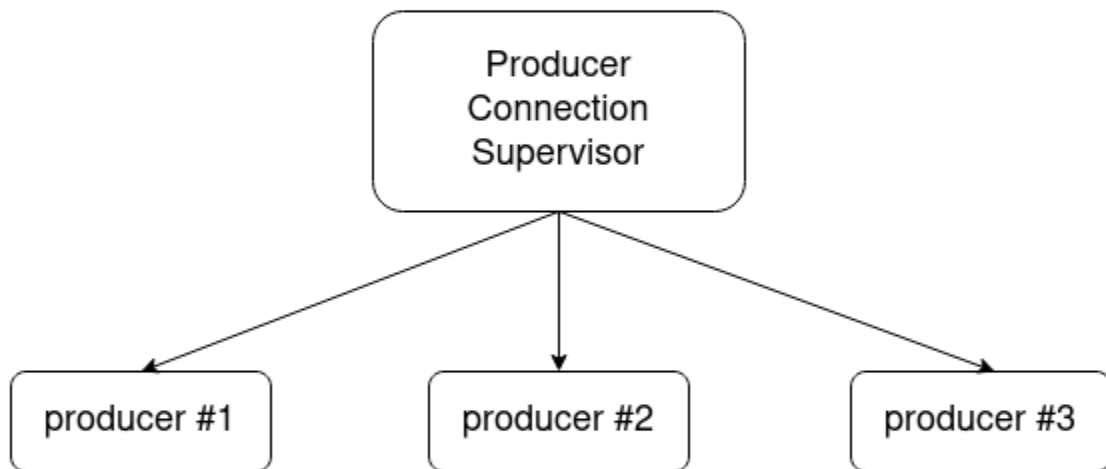 Producer
Connection
Supervisor
producer #1
producer #2
producer #3